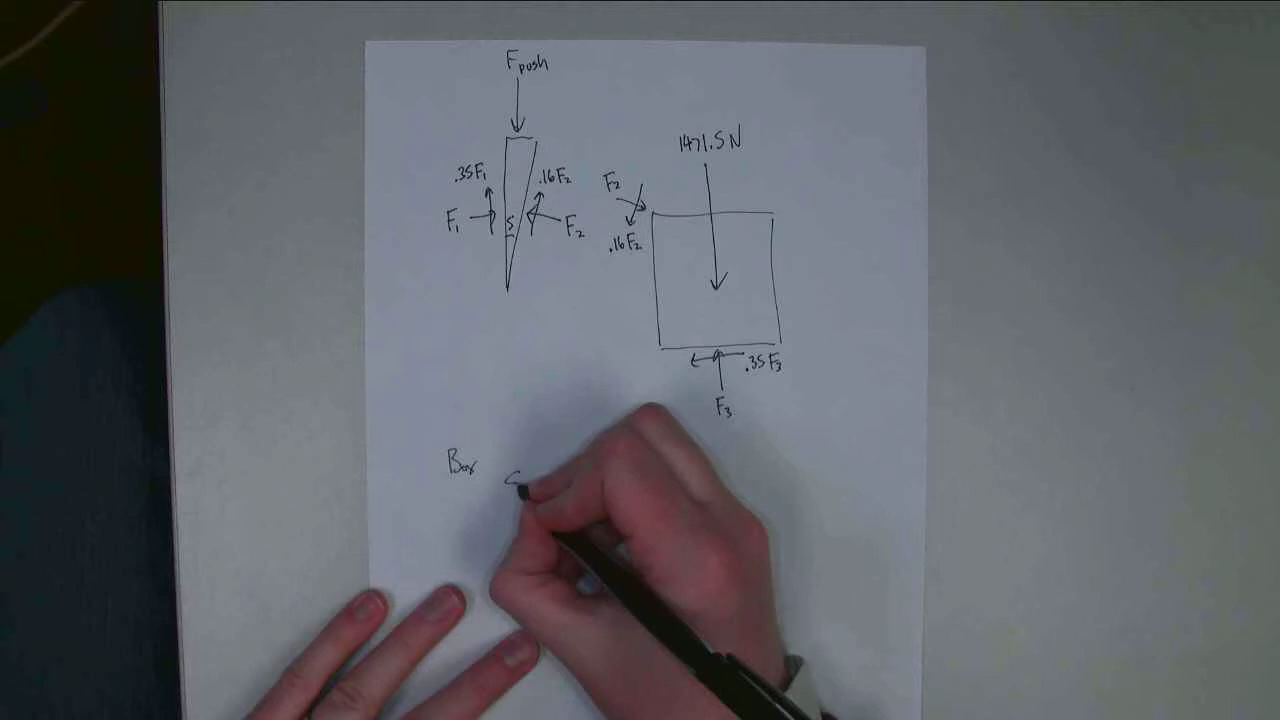 Fpush
1471.5N
.35F₁
.16F₂
F₂
F₁
5
F₂
.16F₂
.35F₃
F₃
Box